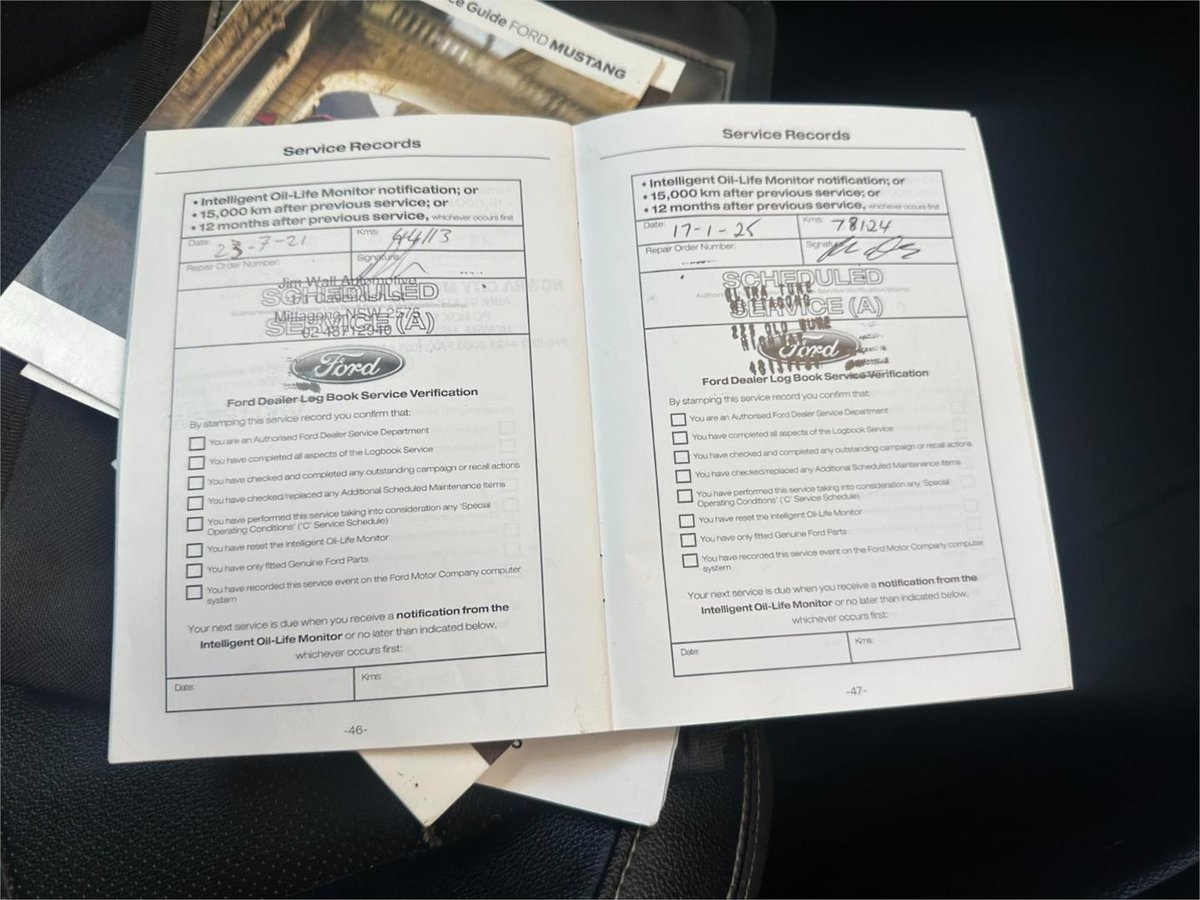 ce Guide FORD MUSTANG
Service Records
• Intelligent Oil-Life Monitor notification; or
• 15,000 km after previous service; or
• 12 months after previous service, whichever occurs first
Date: 23-7-21
Kms: 44113
Repair Order Number:
Signature:
Jim Wall Automotive
SCHEDULED
Cavendish St
Mittagong NSW 2575
SERVICE (A)
02 48712940
Ford
Ford Dealer Log Book Service Verification
By stamping this service record you confirm that:
You are an Authorised Ford Dealer Service Department
You have completed all aspects of the Logbook Service
You have checked and completed any outstanding campaign or recall actions
You have checked/replaced any Additional Scheduled Maintenance Items
You have performed this service taking into consideration any 'Special
Operating Conditions' ('C' Service Schedule)
You have reset the Intelligent Oil-Life Monitor
You have only fitted Genuine Ford Parts
You have recorded this service event on the Ford Motor Company computer
system
Your next service is due when you receive a notification from the
Intelligent Oil-Life Monitor or no later than indicated below,
whichever occurs first:
Date:
Kms:
-46-
Service Records
• Intelligent Oil-Life Monitor notification; or
• 15,000 km after previous service; or
• 12 months after previous service, whichever occurs first
Date: 17-1-25
Kms: 78124
Repair Order Number:
Signature
SCHEDULED
ULTRA TUNE
MITTAGONG
SERVICE (A)
OLD HUME
HIGHWAY
Ford
Ford Dealer Log Book Service Verification
By stamping this service record you confirm that:
You are an Authorised Ford Dealer Service Department
You have completed all aspects of the Logbook Service
You have checked and completed any outstanding campaign or recall actions
You have checked/replaced any Additional Scheduled Maintenance Items
You have performed this service taking into consideration any 'Special
Operating Conditions' ('C' Service Schedule)
You have reset the Intelligent Oil-Life Monitor
You have only fitted Genuine Ford Parts
You have recorded this service event on the Ford Motor Company computer
system
Your next service is due when you receive a notification from the
Intelligent Oil-Life Monitor or no later than indicated below,
whichever occurs first:
Date:
Kms:
-47-